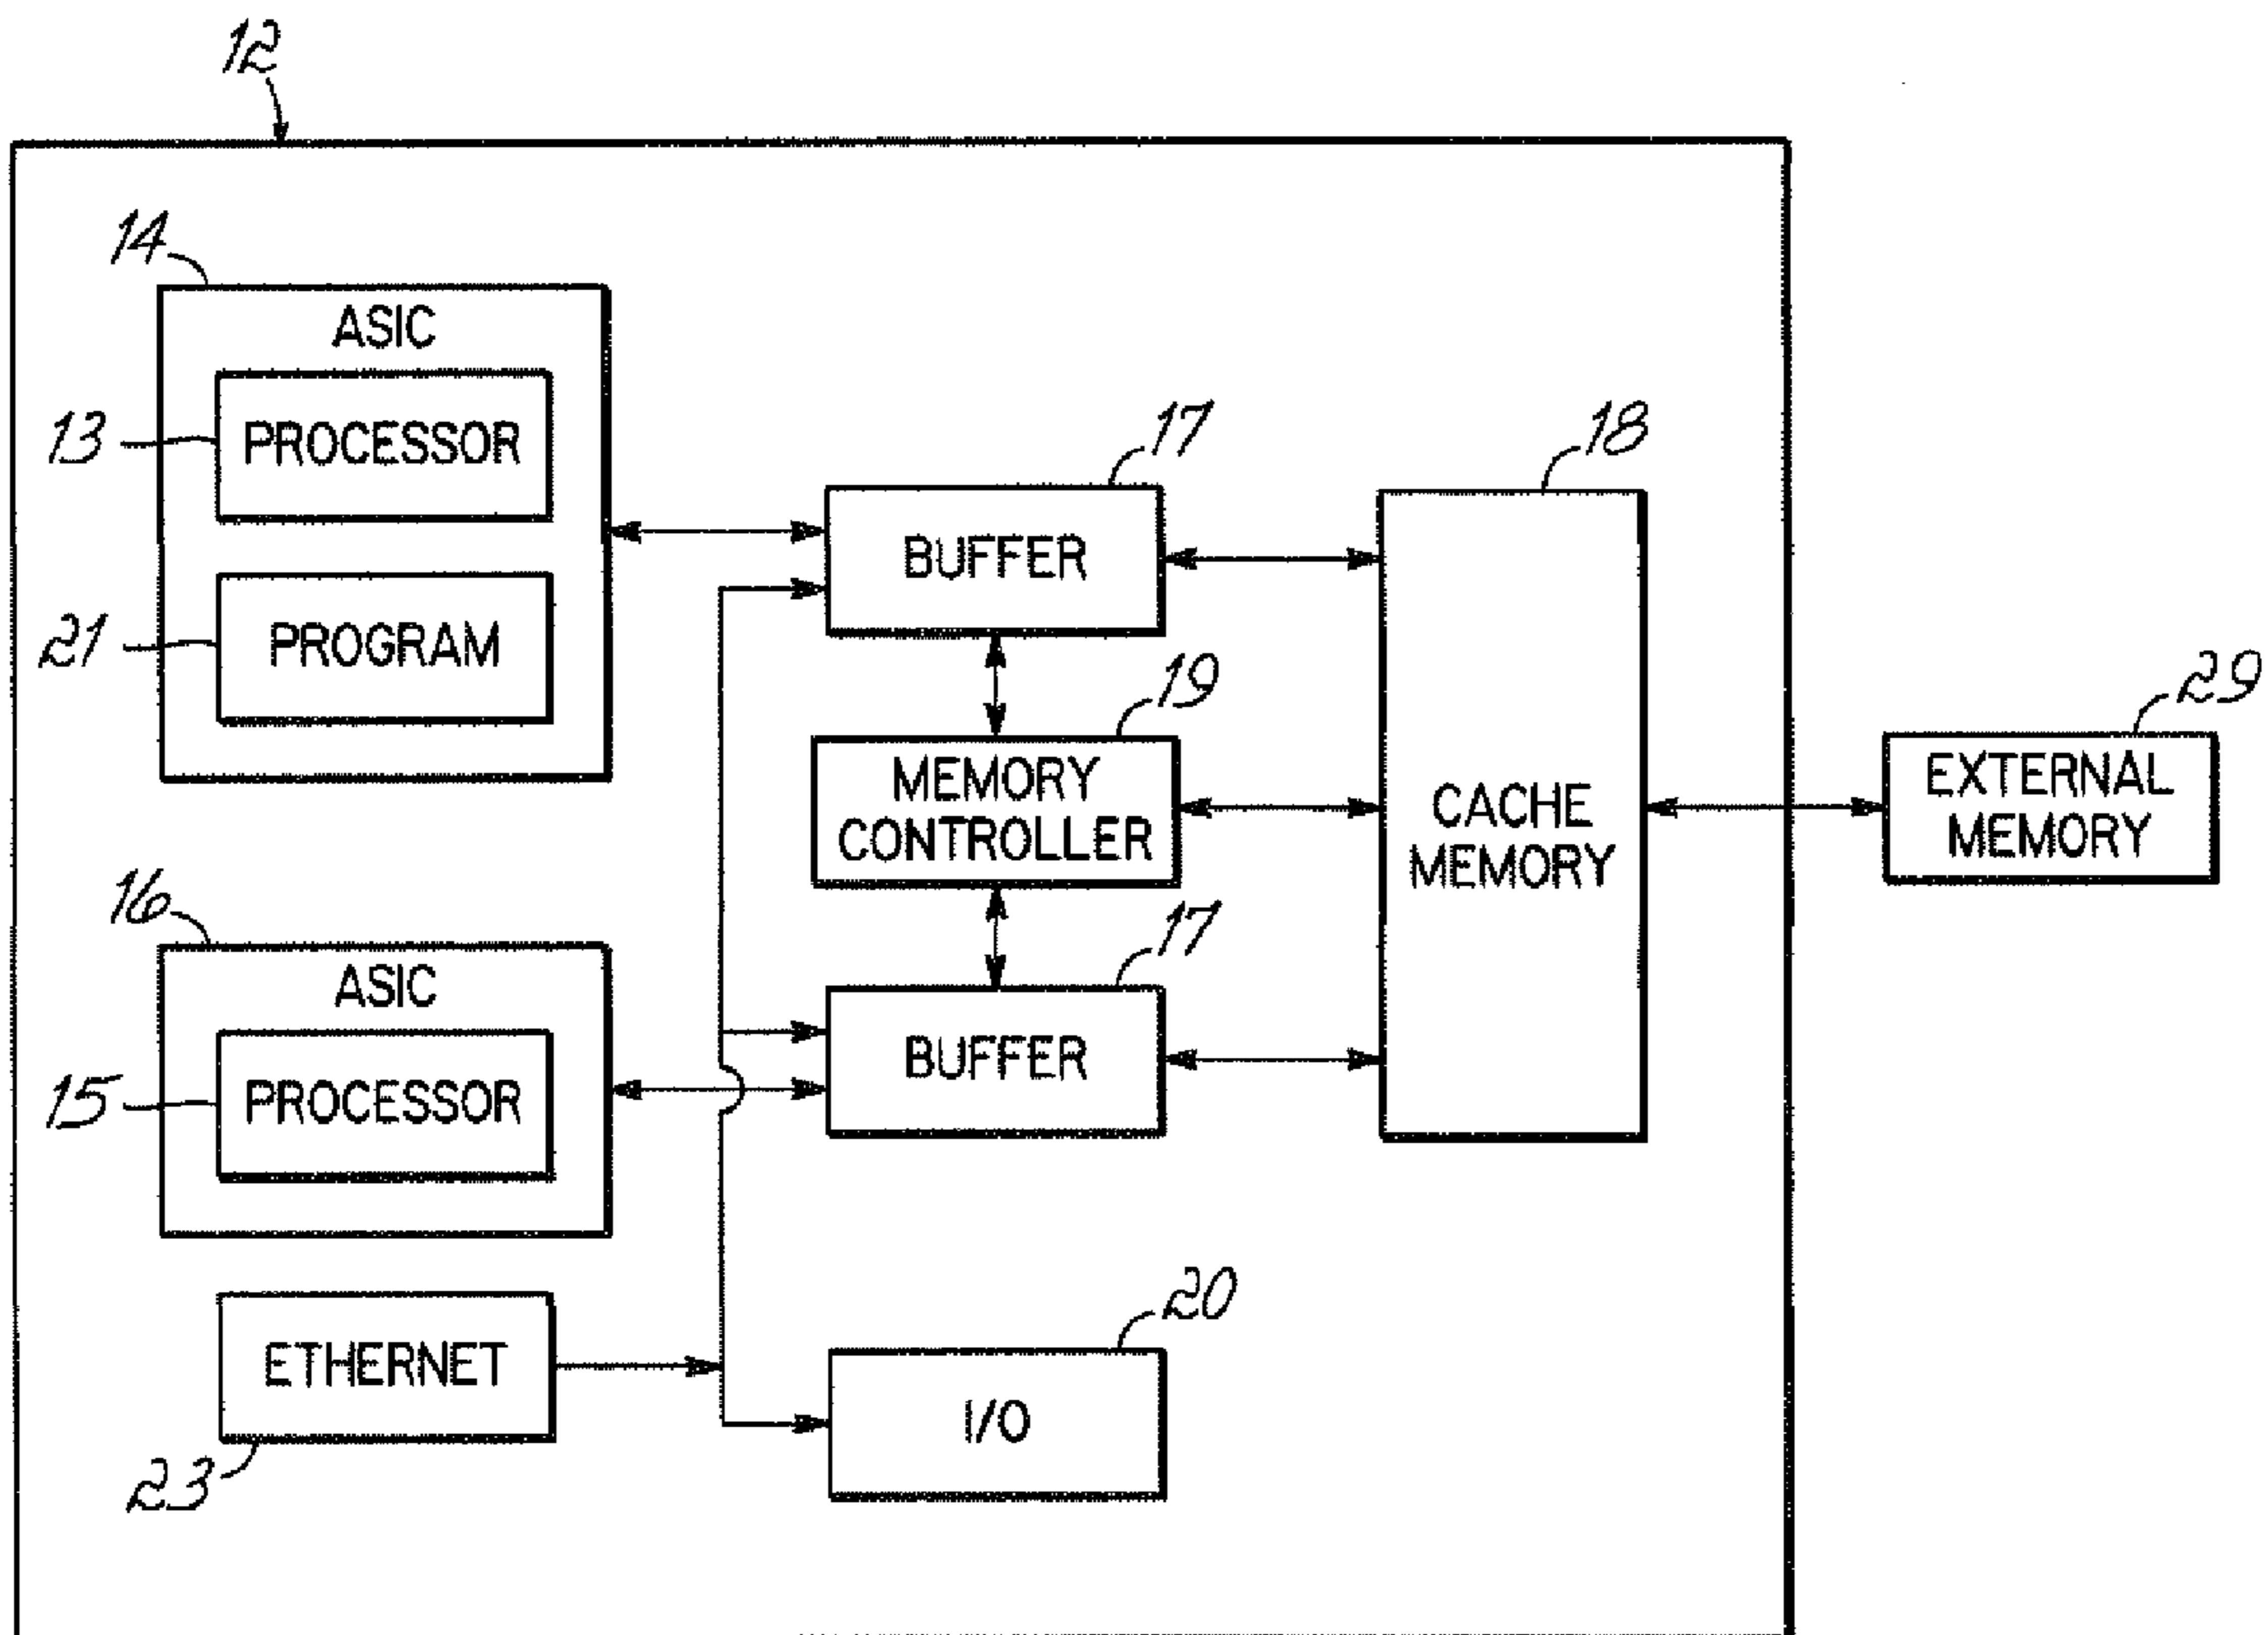 12
14
ASIC
13
PROCESSOR
21
PROGRAM
17
BUFFER
18
19
MEMORY
CONTROLLER
CACHE
MEMORY
29
EXTERNAL
MEMORY
16
ASIC
15
PROCESSOR
17
BUFFER
ETHERNET
23
20
I/O